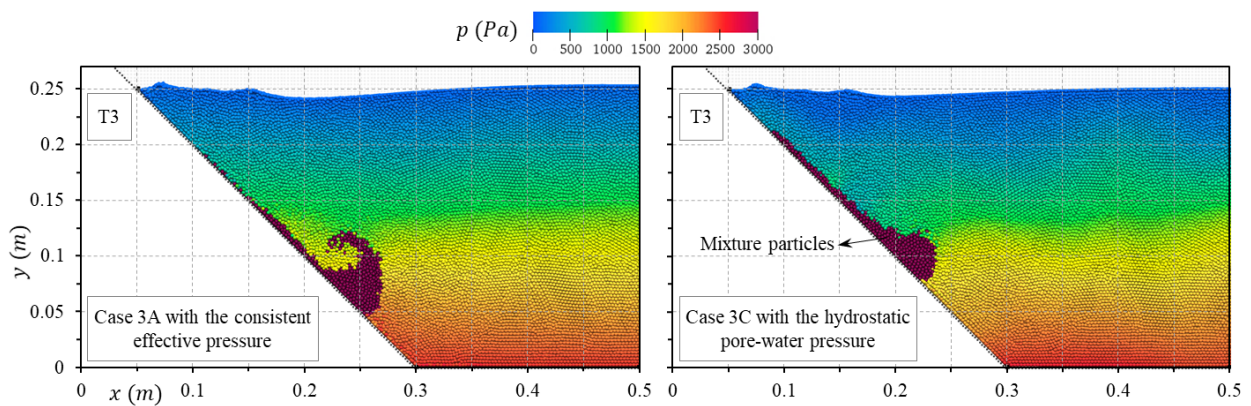 p (Pa)
0 500 1000 1500 2000 2500 3000
0.25
0.2
0.15
0.1
0.05
0
y (m)
T3
Case 3A with the consistent
effective pressure
0 x (m) 0.1 0.2 0.3 0.4 0.5
T3
Mixture particles
Case 3C with the hydrostatic
pore-water pressure
0 0.1 0.2 0.3 0.4 0.5